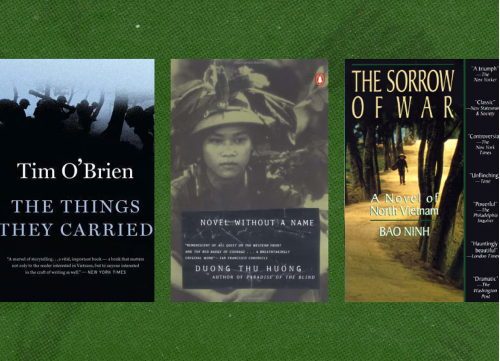 Tim O'Brien
THE THINGS
THEY CARRIED
"A marvel of storytelling . . . a vital, important book — a book that matters
not only to the reader interested in Vietnam, but to anyone interested
in the craft of writing as well." — NEW YORK TIMES
NOVEL WITHOUT A NAME
"REMINISCENT OF ALL QUIET ON THE WESTERN FRONT
AND THE RED BADGE OF COURAGE . . . A BREATHTAKINGLY
ORIGINAL WORK"—SAN FRANCISCO CHRONICLE
DUONG THU HUONG
AUTHOR OF PARADISE OF THE BLIND
THE SORROW
OF WAR
A Novel of
North Vietnam
BAO NINH
"A triumph"
—The
New Yorker
"Classic"
—New Statesman
& Society
"Controversial"
—The
New York
Times
"Unflinching"
—Time
"Powerful"
—The
Philadelphia
Inquirer
"Hauntingly
beautiful"
—London Times
"Dramatic"
—The
Washington
Post